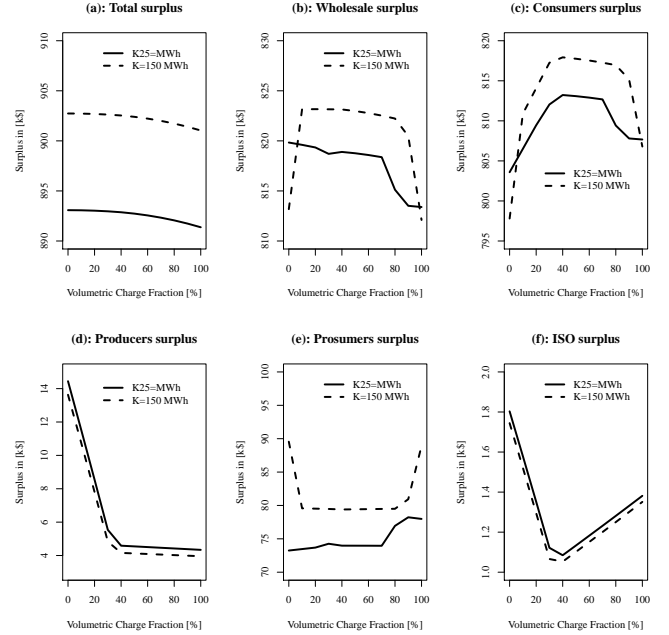 (a): Total surplus
Surplus in [k$]
910
905
900
895
890
K25=MWh
K=150 MWh
0 20 40 60 80 100
Volumetric Charge Fraction [%]
(b): Wholesale surplus
Surplus in [k$]
830
825
820
815
810
K25=MWh
K=150 MWh
0 20 40 60 80 100
Volumetric Charge Fraction [%]
(c): Consumers surplus
Surplus in [k$]
820
815
810
805
800
795
K25=MWh
K=150 MWh
0 20 40 60 80 100
Volumetric Charge Fraction [%]
(d): Producers surplus
Surplus in [k$]
14
12
10
8
6
4
K25=MWh
K=150 MWh
0 20 40 60 80 100
Volumetric Charge Fraction [%]
(e): Prosumers surplus
Surplus in [k$]
100
95
90
85
80
75
70
K25=MWh
K=150 MWh
0 20 40 60 80 100
Volumetric Charge Fraction [%]
(f): ISO surplus
Surplus in [k$]
2.0
1.8
1.6
1.4
1.2
1.0
K25=MWh
K=150 MWh
0 20 40 60 80 100
Volumetric Charge Fraction [%]